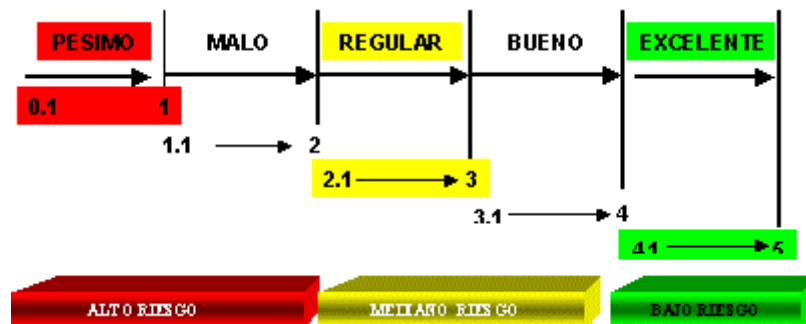 PESIMO MALO REGULAR BUENO EXCELENTE
0.1 1
1.1 2
2.1 3
3.1 4
4.1 5
ALTO RIESGO MEDIANO RIESGO BAJO RIESGO